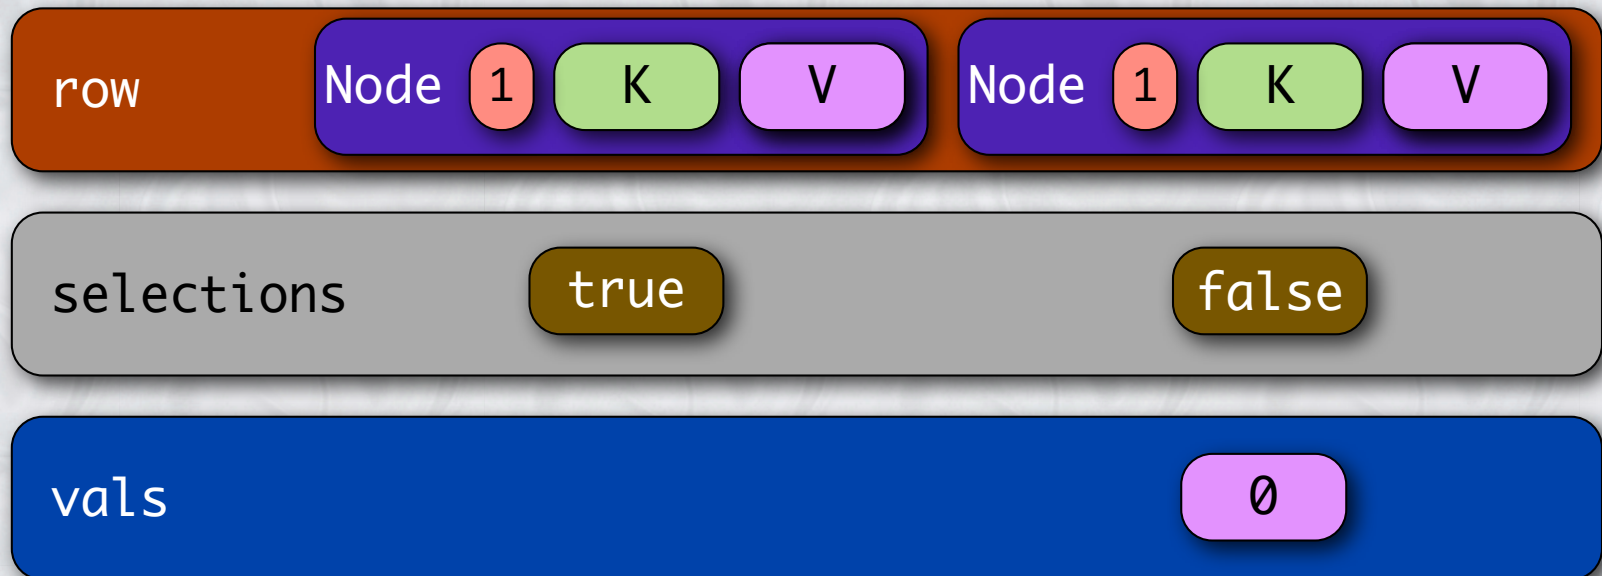 row Node 1 K V Node 1 K V
selections true false
vals 0